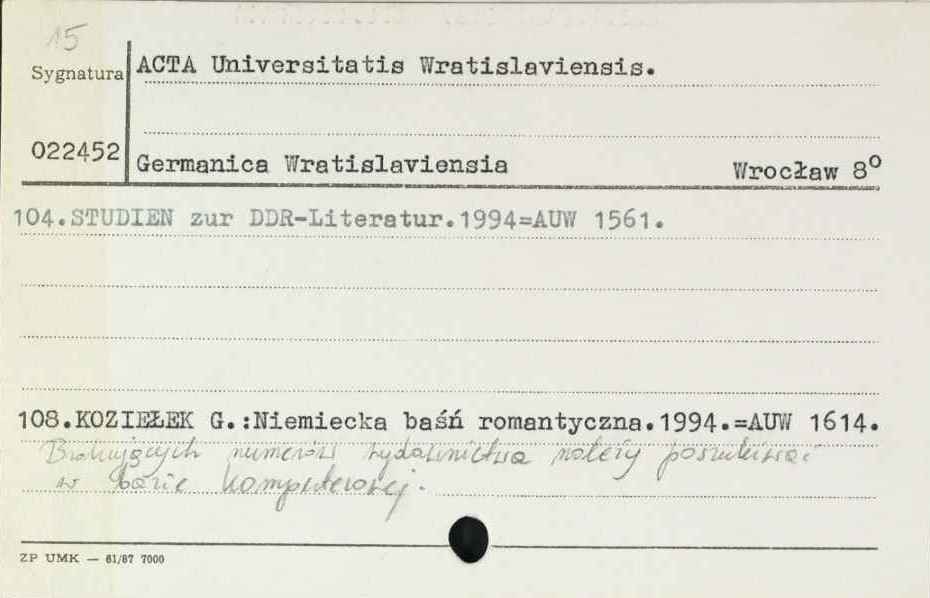 15
Sygnatura
ACTA Universitatis Wratislaviensis.
022452
Germanica Wratislaviensia Wrocław 8°
104.STUDIEN zur DDR-Literatur.1994=AUW 1561.
108.KOZIEŁEK G.:Niemiecka baśń romantyczna.1994.=AUW 1614.
Brakujących numerów wydawnictwa należy poszukiwać
w bazie komputerowej.
ZP UMK — 61/87 7000